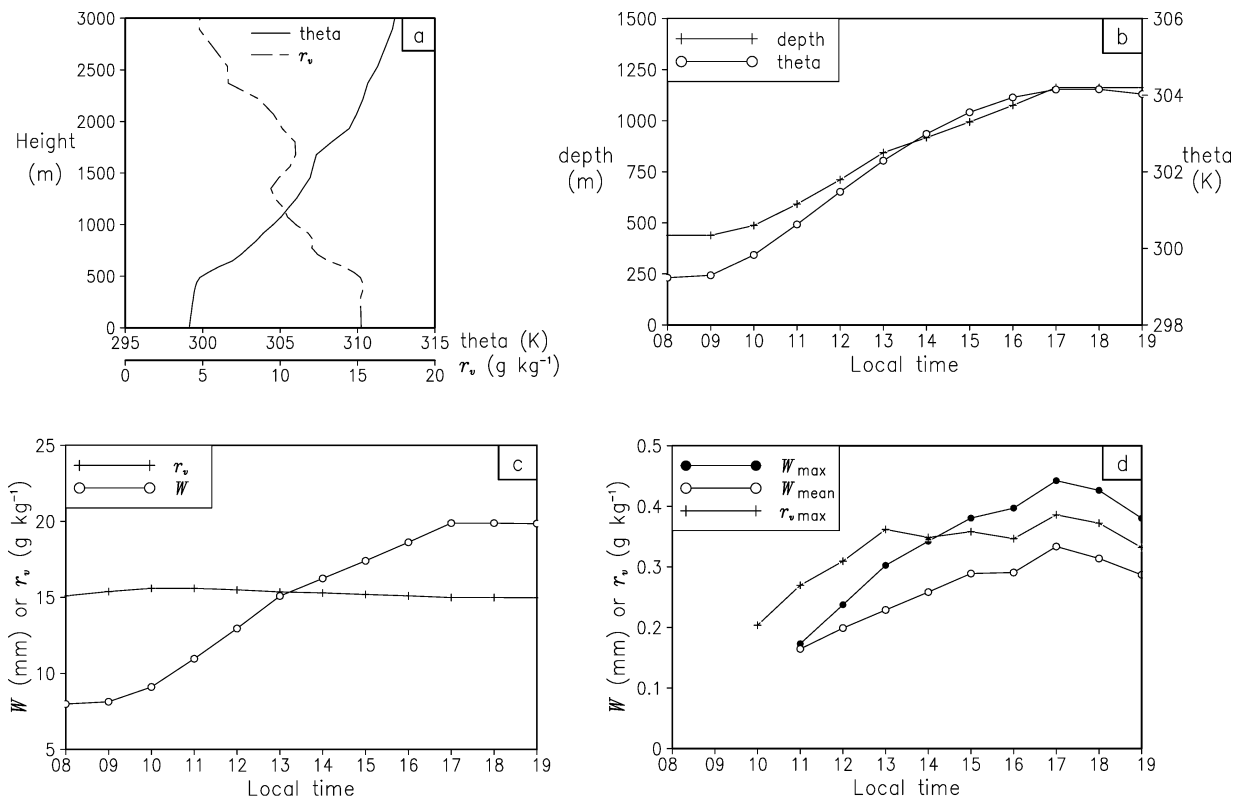 3000
2500
2000
1500
1000
500
0
Height
(m)
theta
r_v
a
295 300 305 310 315 theta (K)
0 5 10 15 20 r_v (g kg⁻¹)
1500
1250
1000
750
500
250
0
depth
(m)
depth
theta
b
306
304
302
300
298
theta
(K)
08 09 10 11 12 13 14 15 16 17 18 19
Local time
25
20
15
10
5
W (mm) or r_v (g kg⁻¹)
r_v
W
c
08 09 10 11 12 13 14 15 16 17 18 19
Local time
0.5
0.4
0.3
0.2
0.1
0
W (mm) or r_v (g kg⁻¹)
W max
W mean
r_v max
d
08 09 10 11 12 13 14 15 16 17 18 19
Local time